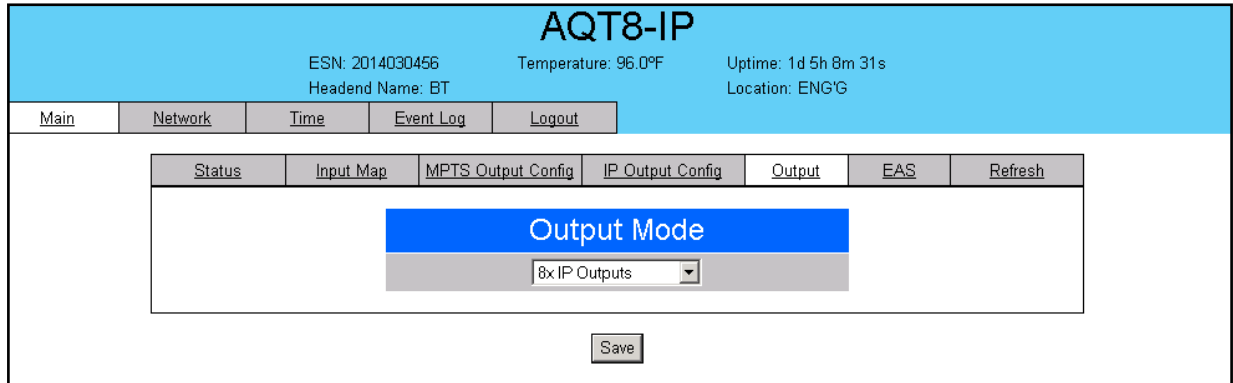 AQT8-IP
ESN: 2014030456 Temperature: 96.0ºF Uptime: 1d 5h 8m 31s
Headend Name: BT Location: ENG'G
Main Network Time Event Log Logout
Status Input Map MPTS Output Config IP Output Config Output EAS Refresh
Output Mode
8x IP Outputs
Save